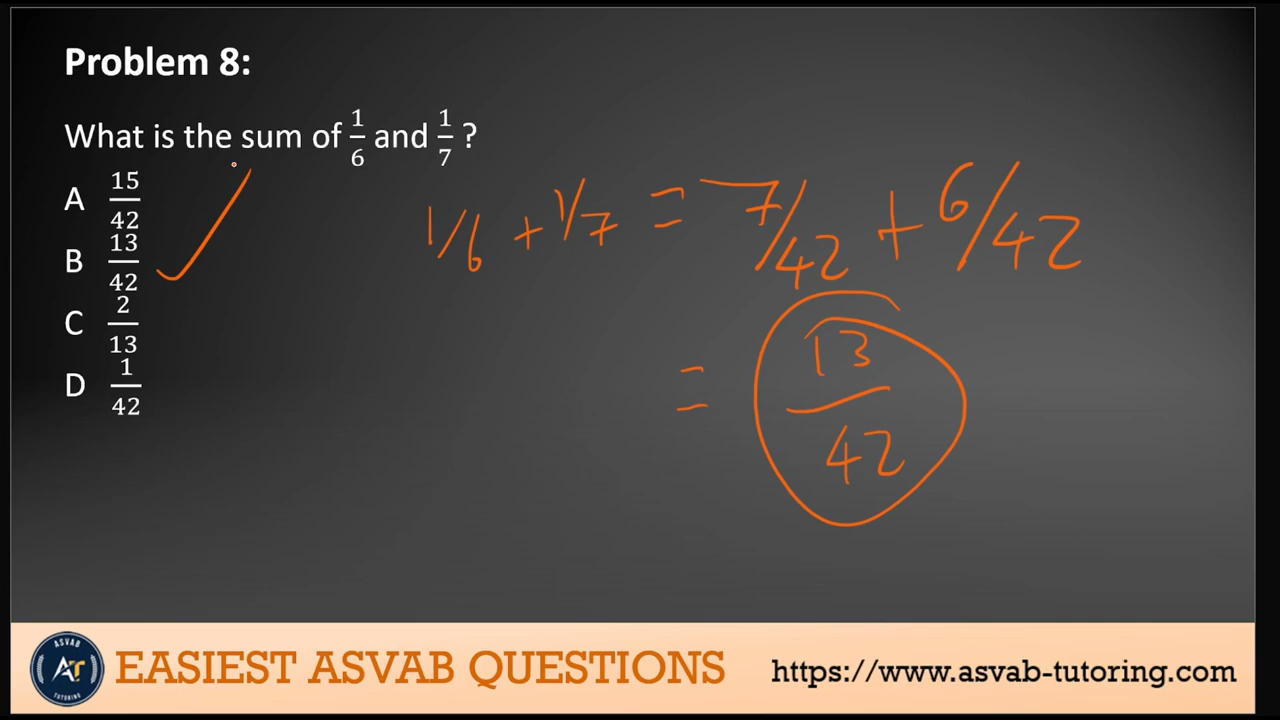 Problem 8:
What is the sum of 1/6 and 1/7 ?
A 15/42
B 13/42
C 2/13
D 1/42
1/6 + 1/7 = 7/42 + 6/42
= 13/42
ASVAB
AT
TUTORING
EASIEST ASVAB QUESTIONS
https://www.asvab-tutoring.com